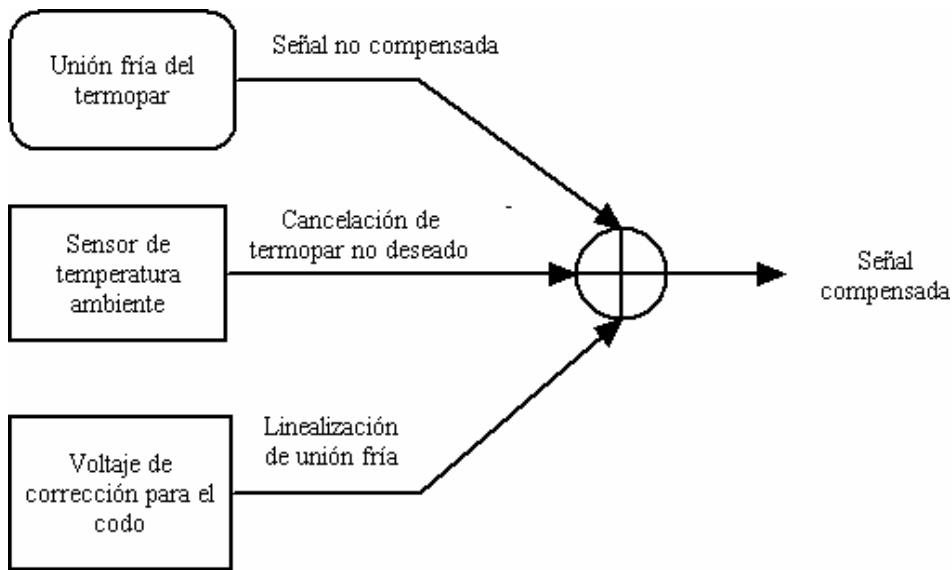 Unión fría del
termopar
Señal no compensada
Sensor de
temperatura
ambiente
Cancelación de
termopar no deseado
Señal
compensada
Voltaje de
corrección para el
codo
Linealización
de unión fría